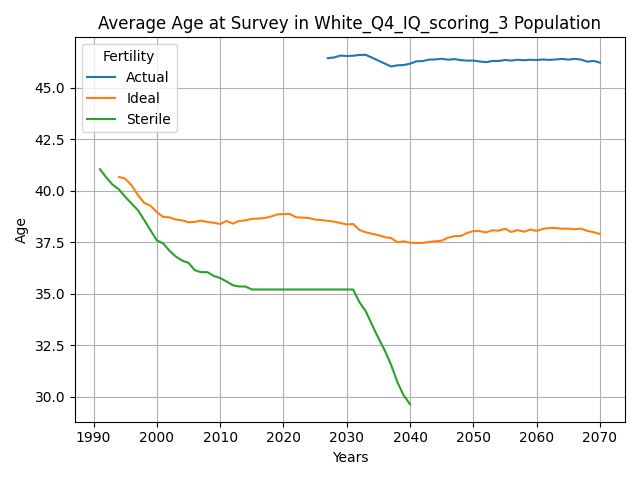 Average Age at Survey in White_Q4_IQ_scoring_3 Population
Fertility
Actual
Ideal
Sterile
Age
45.0
42.5
40.0
37.5
35.0
32.5
30.0
1990 2000 2010 2020 2030 2040 2050 2060 2070
Years